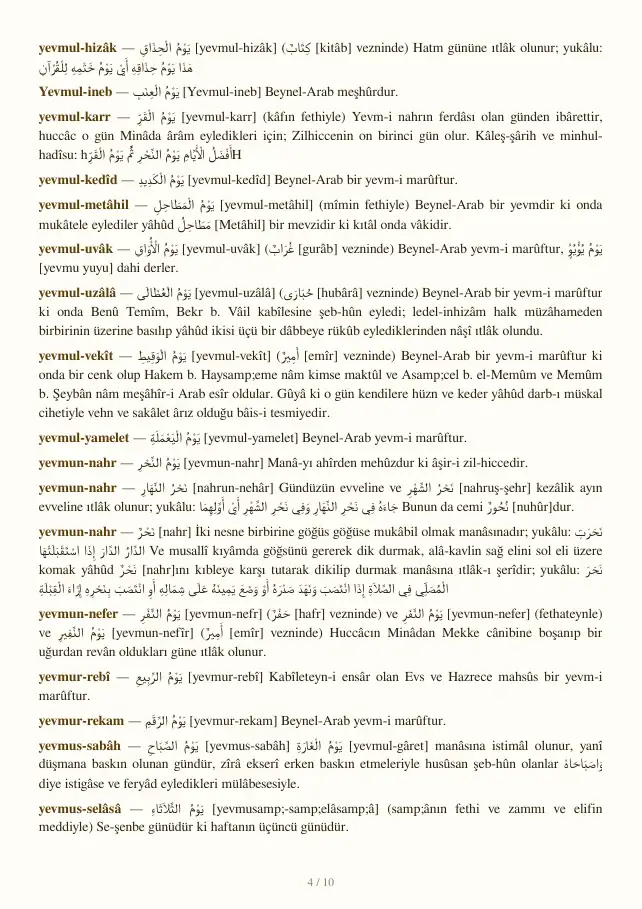 yevmul-hizâk — يَوْمُ الْحِذَاقِ [yevmul-hizâk] (كِتَابٌ [kitâb] vezninde) Hatm gününe ıtlâk olunur; yukâlu:
هَذَا يَوْمُ حِذَاقِهِ أَيْ يَوْمُ خَتْمِهِ لِلْقُرْآنِ
Yevmul-ineb — يَوْمُ الْعِنَبِ [Yevmul-ineb] Beynel-Arab meşhûrdur.
yevmul-karr — يَوْمُ الْقَرِّ [yevmul-karr] (kâfın fethiyle) Yevm-i nahrın ferdâsı olan günden ibârettir,
huccâc o gün Minâda ârâm eyledikleri için; Zilhiccenin on birinci gün olur. Kâleş-şârih ve minhul-
hadîsu: hأَفْضَلُ الْأَيَّامِ يَوْمُ النَّحْرِ ثُمَّ يَوْمُ الْقَرِّH
yevmul-kedîd — يَوْمُ الْكَدِيدِ [yevmul-kedîd] Beynel-Arab bir yevm-i marûftur.
yevmul-metâhil — يَوْمُ الْمَطَاحِلِ [yevmul-metâhil] (mîmin fethiyle) Beynel-Arab bir yevmdir ki onda
mukâtele eylediler yâhûd مَطَاحِلُ [Metâhil] bir mevzidir ki kıtâl onda vâkidir.
yevmul-uvâk — يَوْمُ الْأُوَاقِ [yevmul-uvâk] (غُرَابٌ [gurâb] vezninde) Beynel-Arab yevm-i marûftur, يَوْمُ يُؤْيُؤٍ
[yevmu yuyu] dahi derler.
yevmul-uzâlâ — يَوْمُ الْعُظَالَى [yevmul-uzâlâ] (حُبَارَى [hubârâ] vezninde) Beynel-Arab bir yevm-i marûftur
ki onda Benû Temîm, Bekr b. Vâil kabîlesine şeb-hûn eyledi; ledel-inhizâm halk müzâhameden
birbirinin üzerine basılıp yâhûd ikisi üçü bir dâbbeye rükûb eylediklerinden nâşî ıtlâk olundu.
yevmul-vekît — يَوْمُ الْوَقِيطِ [yevmul-vekît] (أَمِيرٌ [emîr] vezninde) Beynel-Arab bir yevm-i marûftur ki
onda bir cenk olup Hakem b. Haysamp;eme nâm kimse maktûl ve Asamp;cel b. el-Memûm ve Memûm
b. Şeybân nâm meşâhîr-i Arab esîr oldular. Gûyâ ki o gün kendilere hüzn ve keder yâhûd darb-ı müskal
cihetiyle vehn ve sakâlet ârız olduğu bâis-i tesmiyedir.
yevmul-yamelet — يَوْمُ الْيَعْمَلَةِ [yevmul-yamelet] Beynel-Arab yevm-i marûftur.
yevmun-nahr — يَوْمُ النَّحْرِ [yevmun-nahr] Manâ-yı ahîrden mehûzdur ki âşir-i zil-hiccedir.
yevmun-nahr — نَحْرُ النَّهَارِ [nahrun-nehâr] Gündüzün evveline ve نَحْرُ الشَّهْرِ [nahruş-şehr] kezâlik ayın
evveline ıtlâk olunur; yukâlu: جَاءَهُ فِي نَحْرِ النَّهَارِ وَفِي نَحْرِ الشَّهْرِ أَيْ أَوَّلِهِمَا Bunun da cemi نُحُورٌ [nuhûr]dur.
yevmun-nahr — نَحْرٌ [nahr] İki nesne birbirine göğüs göğüse mukâbil olmak manâsınadır; yukâlu: نَحَرَتِ
الدَّارُ الدَّارَ إِذَا اسْتَقْبَلَتْهَا Ve musallî kıyâmda göğsünü gererek dik durmak, alâ-kavlin sağ elini sol eli üzere
komak yâhûd نَحْرٌ [nahr]ını kıbleye karşı tutarak dikilip durmak manâsına ıtlâk-ı şerîdir; yukâlu: نَحَرَ
الْمُصَلِّي فِي الصَّلَاةِ إِذَا انْتَصَبَ وَنَهَدَ صَدْرَهُ أَوْ وَضَعَ يَمِينَهُ عَلَى شِمَالِهِ أَوِ انْتَصَبَ بِنَحْرِهِ إِزَاءَ الْقِبْلَةِ
yevmun-nefer — يَوْمُ النَّفْرِ [yevmun-nefr] (حَفْرٌ [hafr] vezninde) ve يَوْمُ النَّفَرِ [yevmun-nefer] (fethateynle)
ve يَوْمُ النَّفِيرِ [yevmun-nefîr] (أَمِيرٌ [emîr] vezninde) Huccâcın Minâdan Mekke cânibine boşanıp bir
uğurdan revân oldukları güne ıtlâk olunur.
yevmur-rebî — يَوْمُ الرَّبِيعِ [yevmur-rebî] Kabîleteyn-i ensâr olan Evs ve Hazrece mahsûs bir yevm-i
marûftur.
yevmur-rekam — يَوْمُ الرَّقَمِ [yevmur-rekam] Beynel-Arab yevm-i marûftur.
yevmus-sabâh — يَوْمُ الصَّبَاحِ [yevmus-sabâh] يَوْمُ الْغَارَةِ [yevmul-gâret] manâsına istimâl olunur, yanî
düşmana baskın olunan gündür, zîrâ ekserî erken baskın etmeleriyle husûsan şeb-hûn olanlar وَاصَبَاحَاهُ
diye istigâse ve feryâd eyledikleri mülâbesesiyle.
yevmus-selâsâ — يَوْمُ الثَّلَاثَاءِ [yevmusamp;-samp;elâsamp;â] (samp;ânın fethi ve zammı ve elifin
meddiyle) Se-şenbe günüdür ki haftanın üçüncü günüdür.
4 / 10